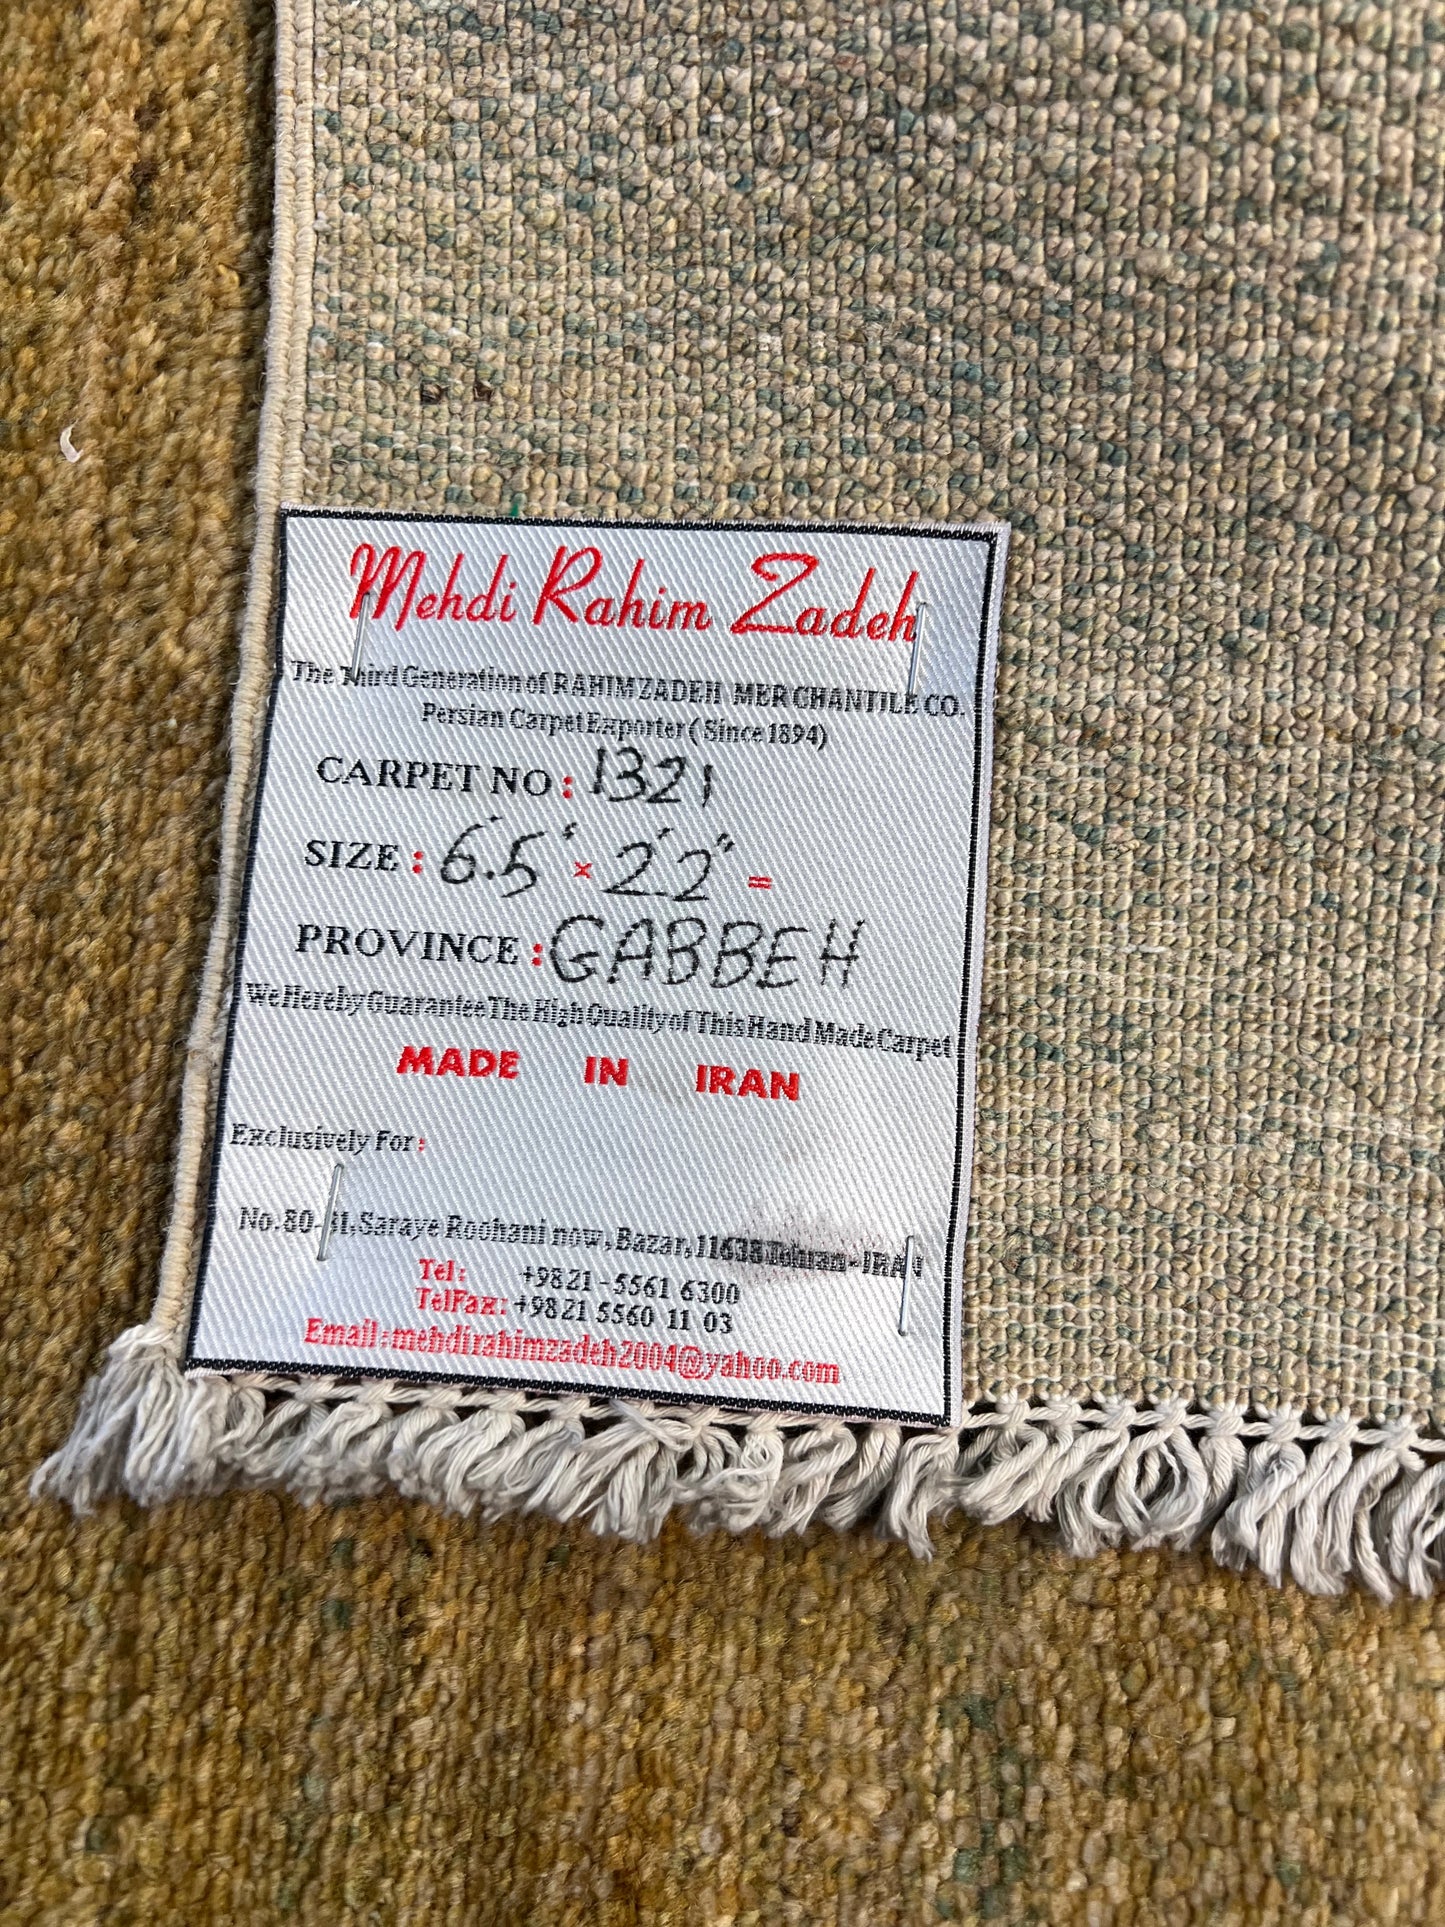 Mehdi Rahim Zadeh
The Third Generation of RAHIMZADEH MERCHANTILE CO.
Persian Carpet Exporter ( Since 1894)
CARPET NO : 1321
SIZE : 6'.5" × 2'2" =
PROVINCE : GABBEH
We Hereby Guarantee The High Quality of This Hand Made Carpet
MADE IN IRAN
Exclusively For :
No.80-81,Saraye Roohani now, Bazar,11638 Tehran - IRAN
Tel: +9821 - 5561 6300
TelFax: +9821 5560 11 03
Email : mehdirahimzadeh2004@yahoo.com